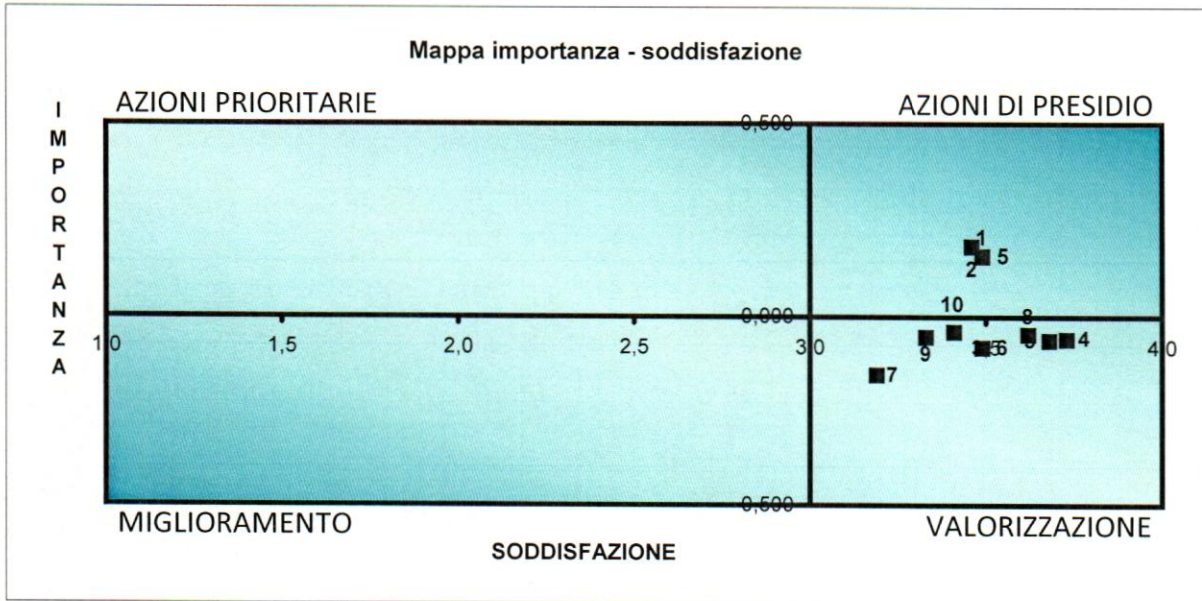 Mappa importanza - soddisfazione
IMPORTANZA
AZIONI PRIORITARIE
AZIONI DI PRESIDIO
0,500
1
2
5
10
8
0,000
1,0
1,5
2,0
2,5
3,0
9
6
4
4,0
7
0,500
MIGLIORAMENTO
VALORIZZAZIONE
SODDISFAZIONE